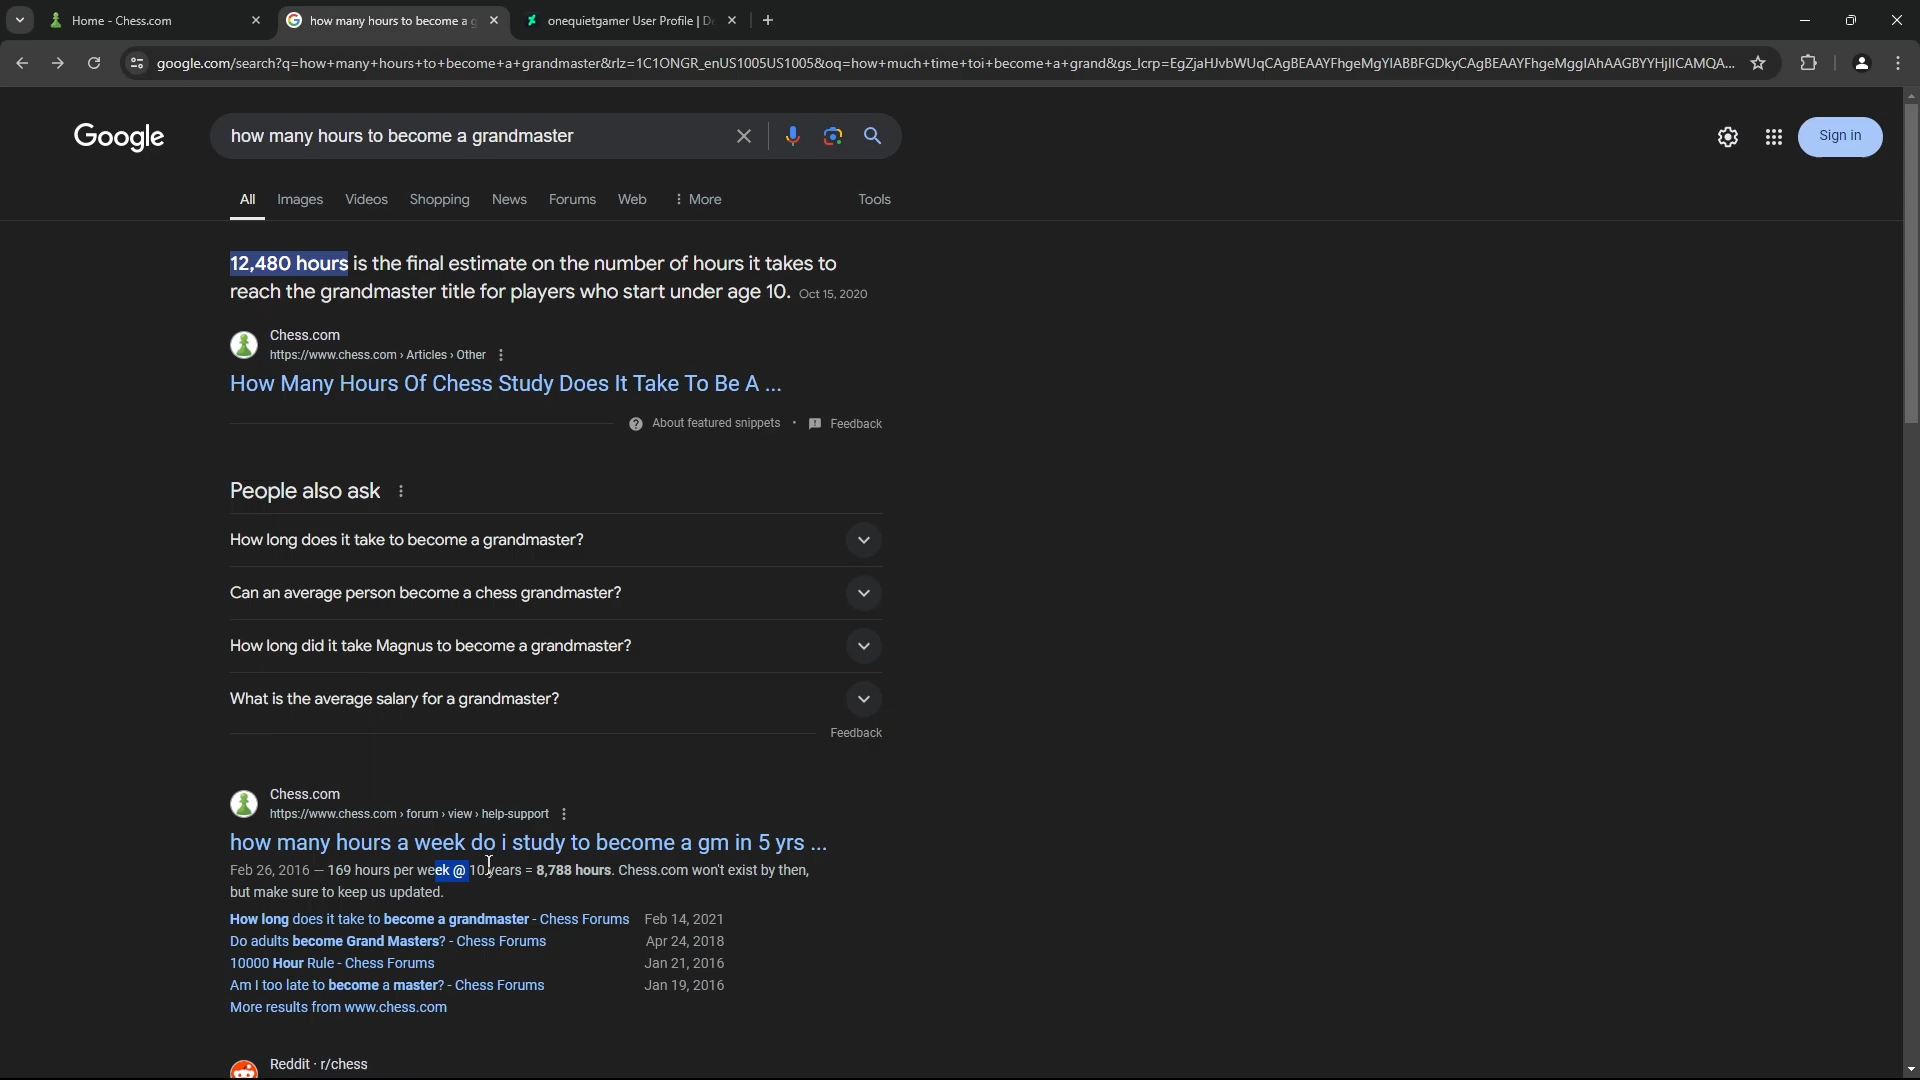 Home - Chess.com
how many hours to become a g
onequietgamer User Profile | De
google.com/search?q=how+many+hours+to+become+a+grandmaster&rlz=1C1ONGR_enUS1005US1005&oq=how+much+time+toi+become+a+grand&gs_lcrp=EgZjaHJvbWUqCAgBEAAYFhgeMgYIABBFGDkyCAgBEAAYFhgeMggIAhAAGBYYHjIICAMQA...
Google
how many hours to become a grandmaster
Sign in
All Images Videos Shopping News Forums Web More Tools
12,480 hours is the final estimate on the number of hours it takes to
reach the grandmaster title for players who start under age 10. Oct 15, 2020
Chess.com
https://www.chess.com › Articles › Other
How Many Hours Of Chess Study Does It Take To Be A ...
About featured snippets • Feedback
People also ask
How long does it take to become a grandmaster?
Can an average person become a chess grandmaster?
How long did it take Magnus to become a grandmaster?
What is the average salary for a grandmaster?
Feedback
Chess.com
https://www.chess.com › forum › view › help-support
how many hours a week do i study to become a gm in 5 yrs ...
Feb 26, 2016 — 169 hours per week @ 10 years = 8,788 hours. Chess.com won't exist by then,
but make sure to keep us updated.
How long does it take to become a grandmaster - Chess Forums Feb 14, 2021
Do adults become Grand Masters? - Chess Forums Apr 24, 2018
10000 Hour Rule - Chess Forums Jan 21, 2016
Am I too late to become a master? - Chess Forums Jan 19, 2016
More results from www.chess.com
Reddit · r/chess